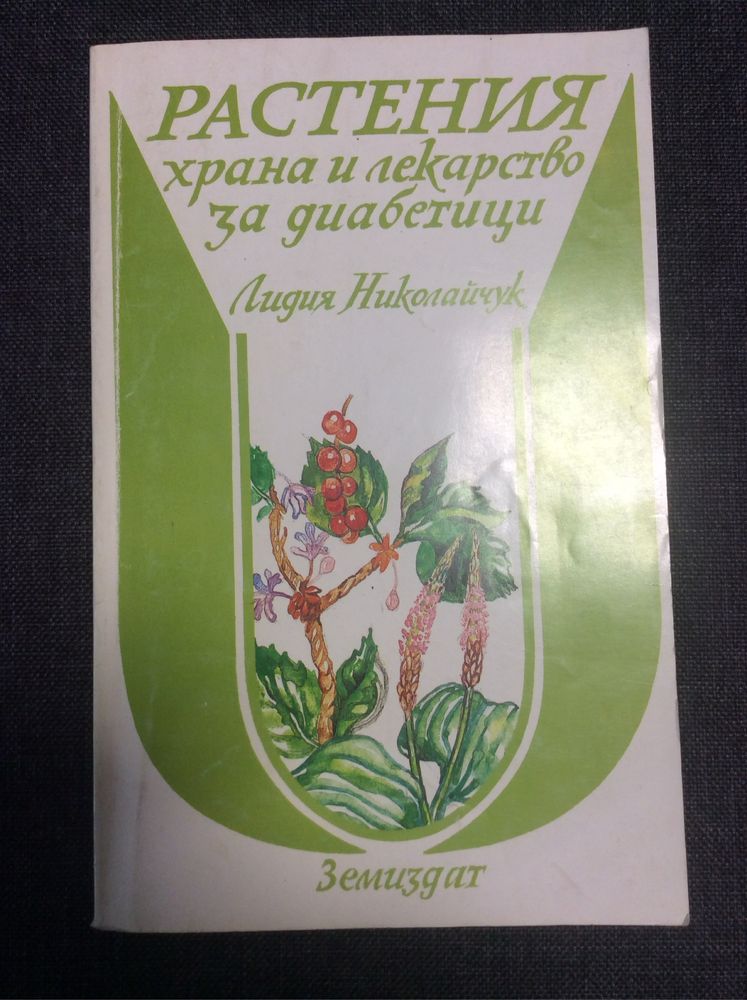 РАСТЕНИЯ
храна и лекарство
за диабетици
Лидия Николайчук
Земиздат